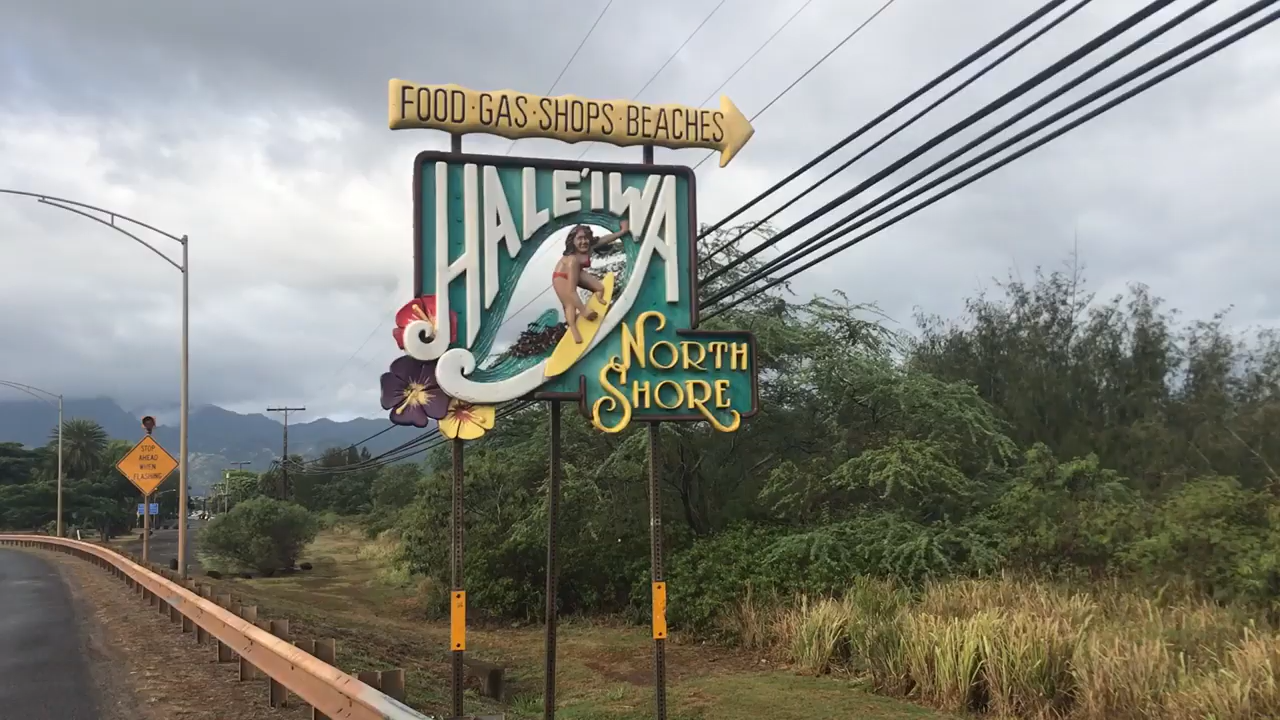 FOOD·GAS·SHOPS·BEACHES
HALE'IWA
NORTH
SHORE
STOP
AHEAD
WHEN
FLASHING